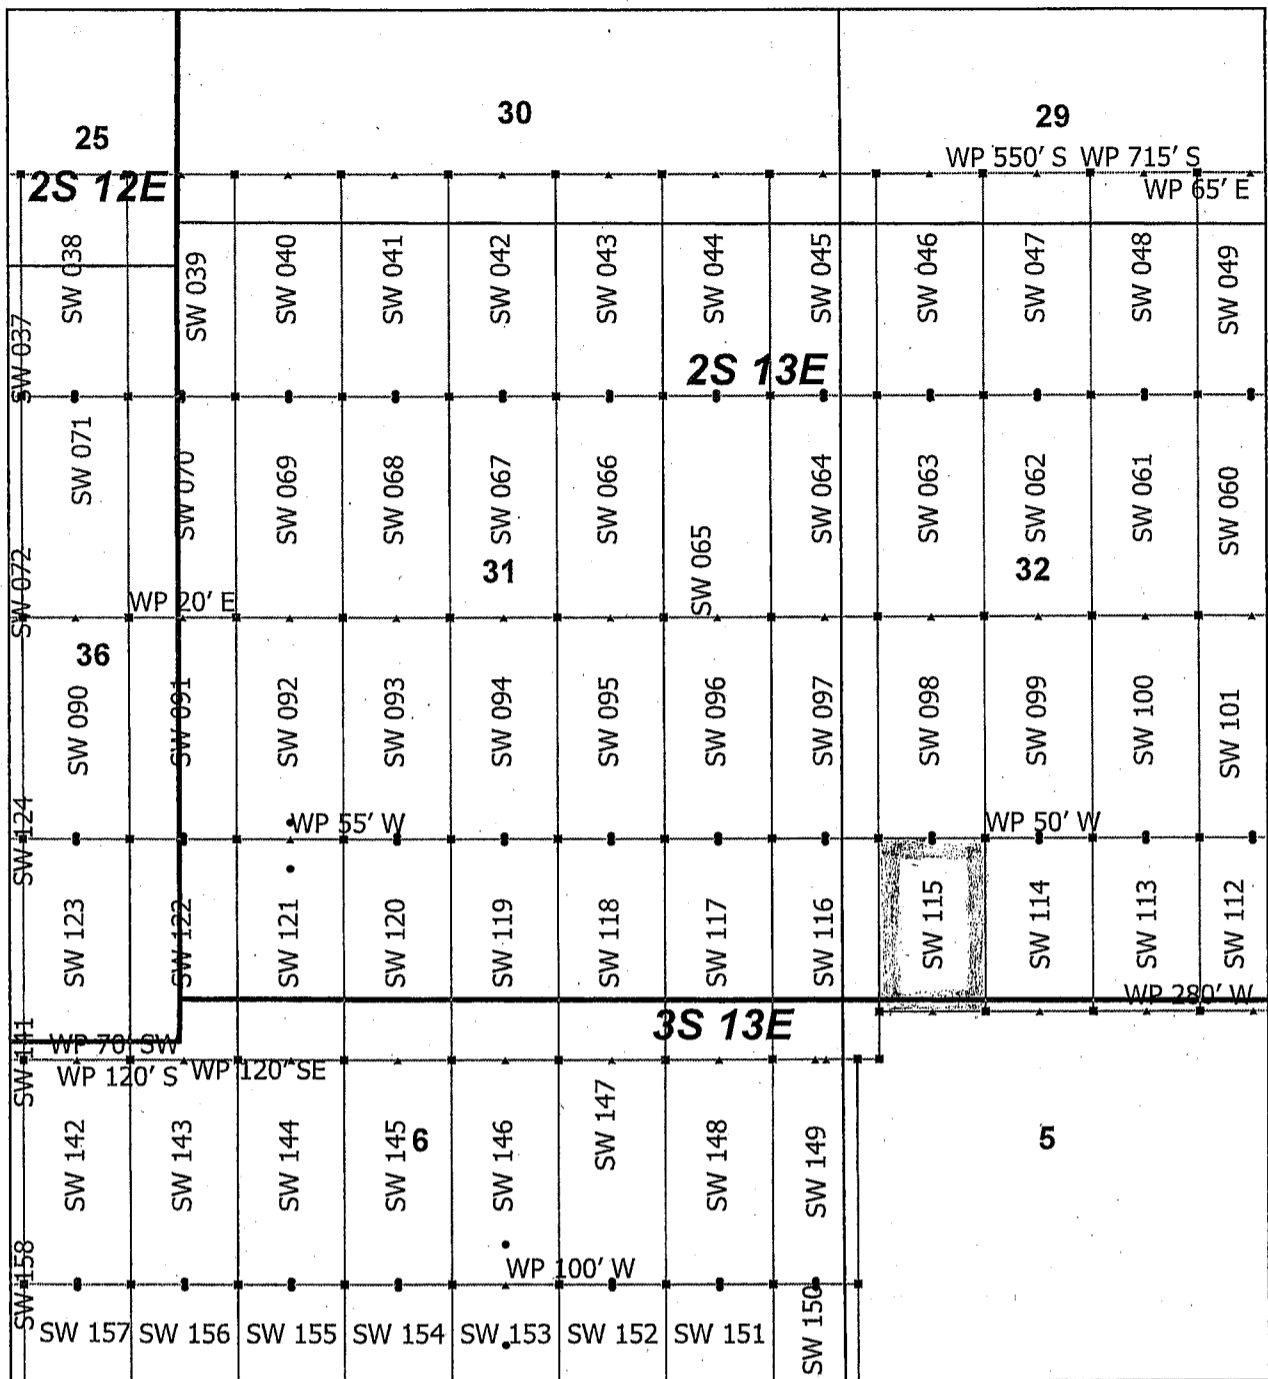 30
29
25
WP 550' S WP 715' S
2S 12E
WP 65' E
SW 038
SW 039
SW 040
SW 041
SW 042
SW 043
SW 044
SW 045
SW 046
SW 047
SW 048
SW 049
SW 037
2S 13E
SW 071
SW 070
SW 069
SW 068
SW 067
SW 066
SW 065
SW 064
SW 063
SW 062
SW 061
SW 060
SW 072
31
32
WP 20' E
36
SW 090
SW 091
SW 092
SW 093
SW 094
SW 095
SW 096
SW 097
SW 098
SW 099
SW 100
SW 101
SW 124
WP 55' W
WP 50' W
SW 123
SW 122
SW 121
SW 120
SW 119
SW 118
SW 117
SW 116
SW 115
SW 114
SW 113
SW 112
WP 280' W
3S 13E
SW 141
WP 70' SW
WP 120' S
WP 120' SE
SW 142
SW 143
SW 144
SW 145
6
SW 146
SW 147
SW 148
SW 149
5
SW 158
WP 100' W
SW 157
SW 156
SW 155
SW 154
SW 153
SW 152
SW 151
SW 150